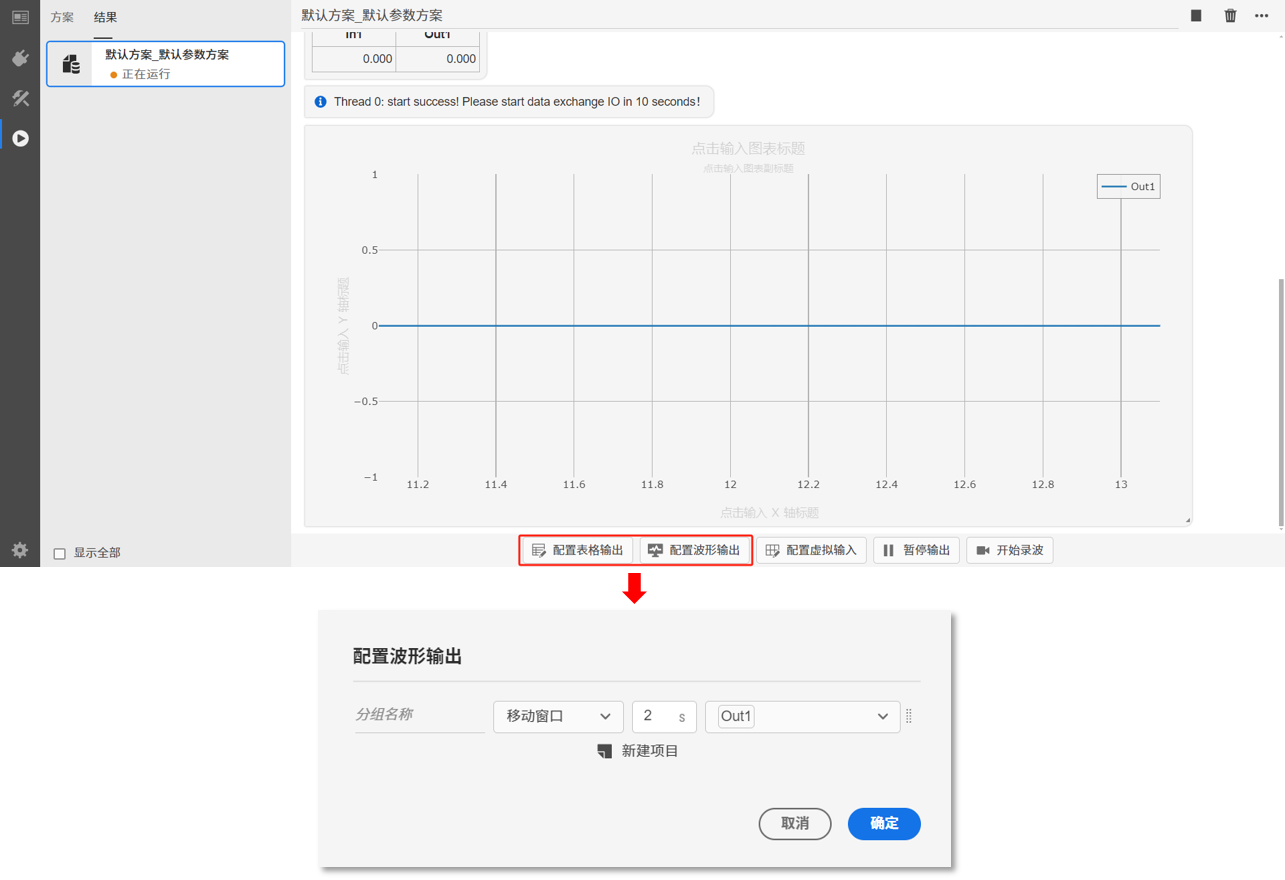 方案 结果
默认方案_默认参数方案
正在运行
显示全部
默认方案_默认参数方案
In1 Out1
0.000 0.000
Thread 0: start success! Please start data exchange IO in 10 seconds!
点击输入图表标题
点击输入图表副标题
Out1
点击输入 Y 轴标题
1
0.5
0
−0.5
−1
11.2 11.4 11.6 11.8 12 12.2 12.4 12.6 12.8 13
点击输入 X 轴标题
配置表格输出 配置波形输出 配置虚拟输入 暂停输出 开始录波
配置波形输出
分组名称 移动窗口 2 s Out1
新建项目
取消 确定